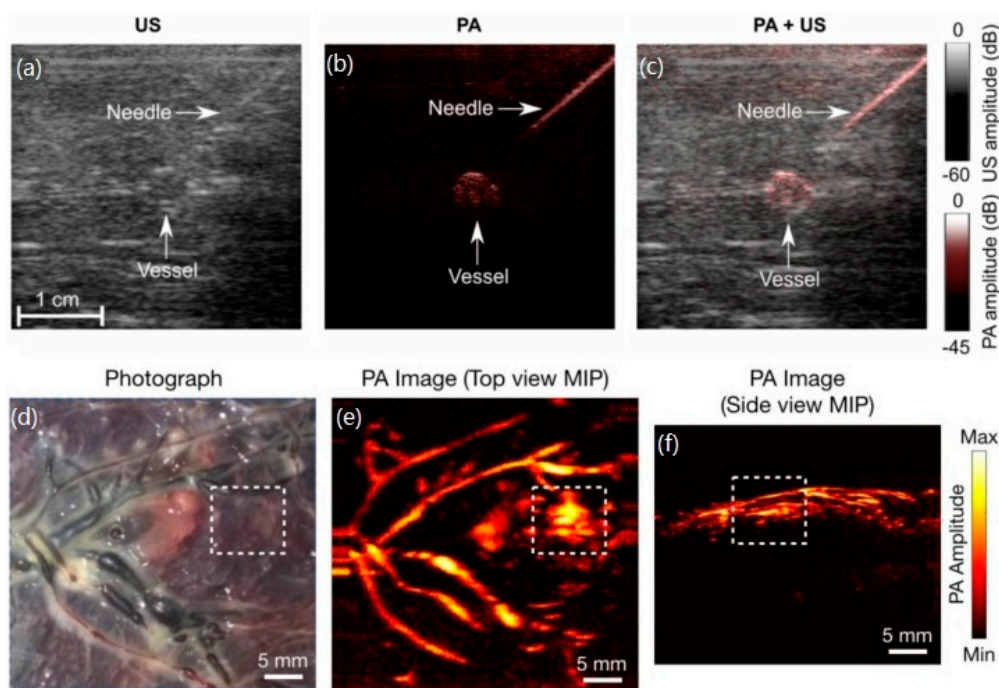 US
PA
PA + US
(a)
(b)
(c)
Needle
Needle
Needle
Vessel
Vessel
Vessel
1 cm
0
US amplitude (dB)
-60
0
PA amplitude (dB)
-45
Photograph
PA Image (Top view MIP)
PA Image
(Side view MIP)
(d)
(e)
(f)
5 mm
5 mm
5 mm
Max
PA Amplitude
Min